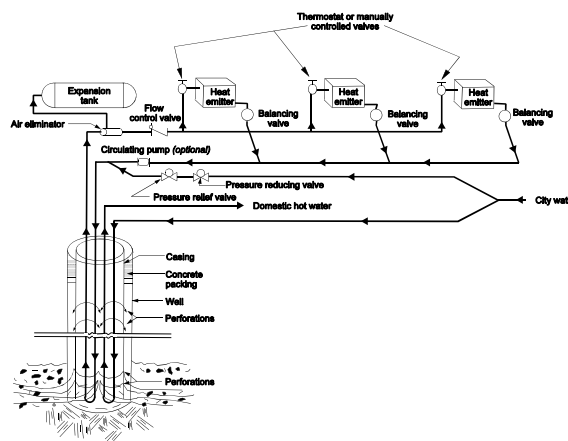 Thermostat or manually
controlled valves
Expansion
tank
Heat
emitter
Heat
emitter
Heat
emitter
Flow
control valve
Balancing
valve
Balancing
valve
Balancing
valve
Air eliminator
Circulating pump (optional)
Pressure reducing valve
Pressure relief valve
Domestic hot water
City wat
Casing
Concrete
packing
Well
Perforations
Perforations